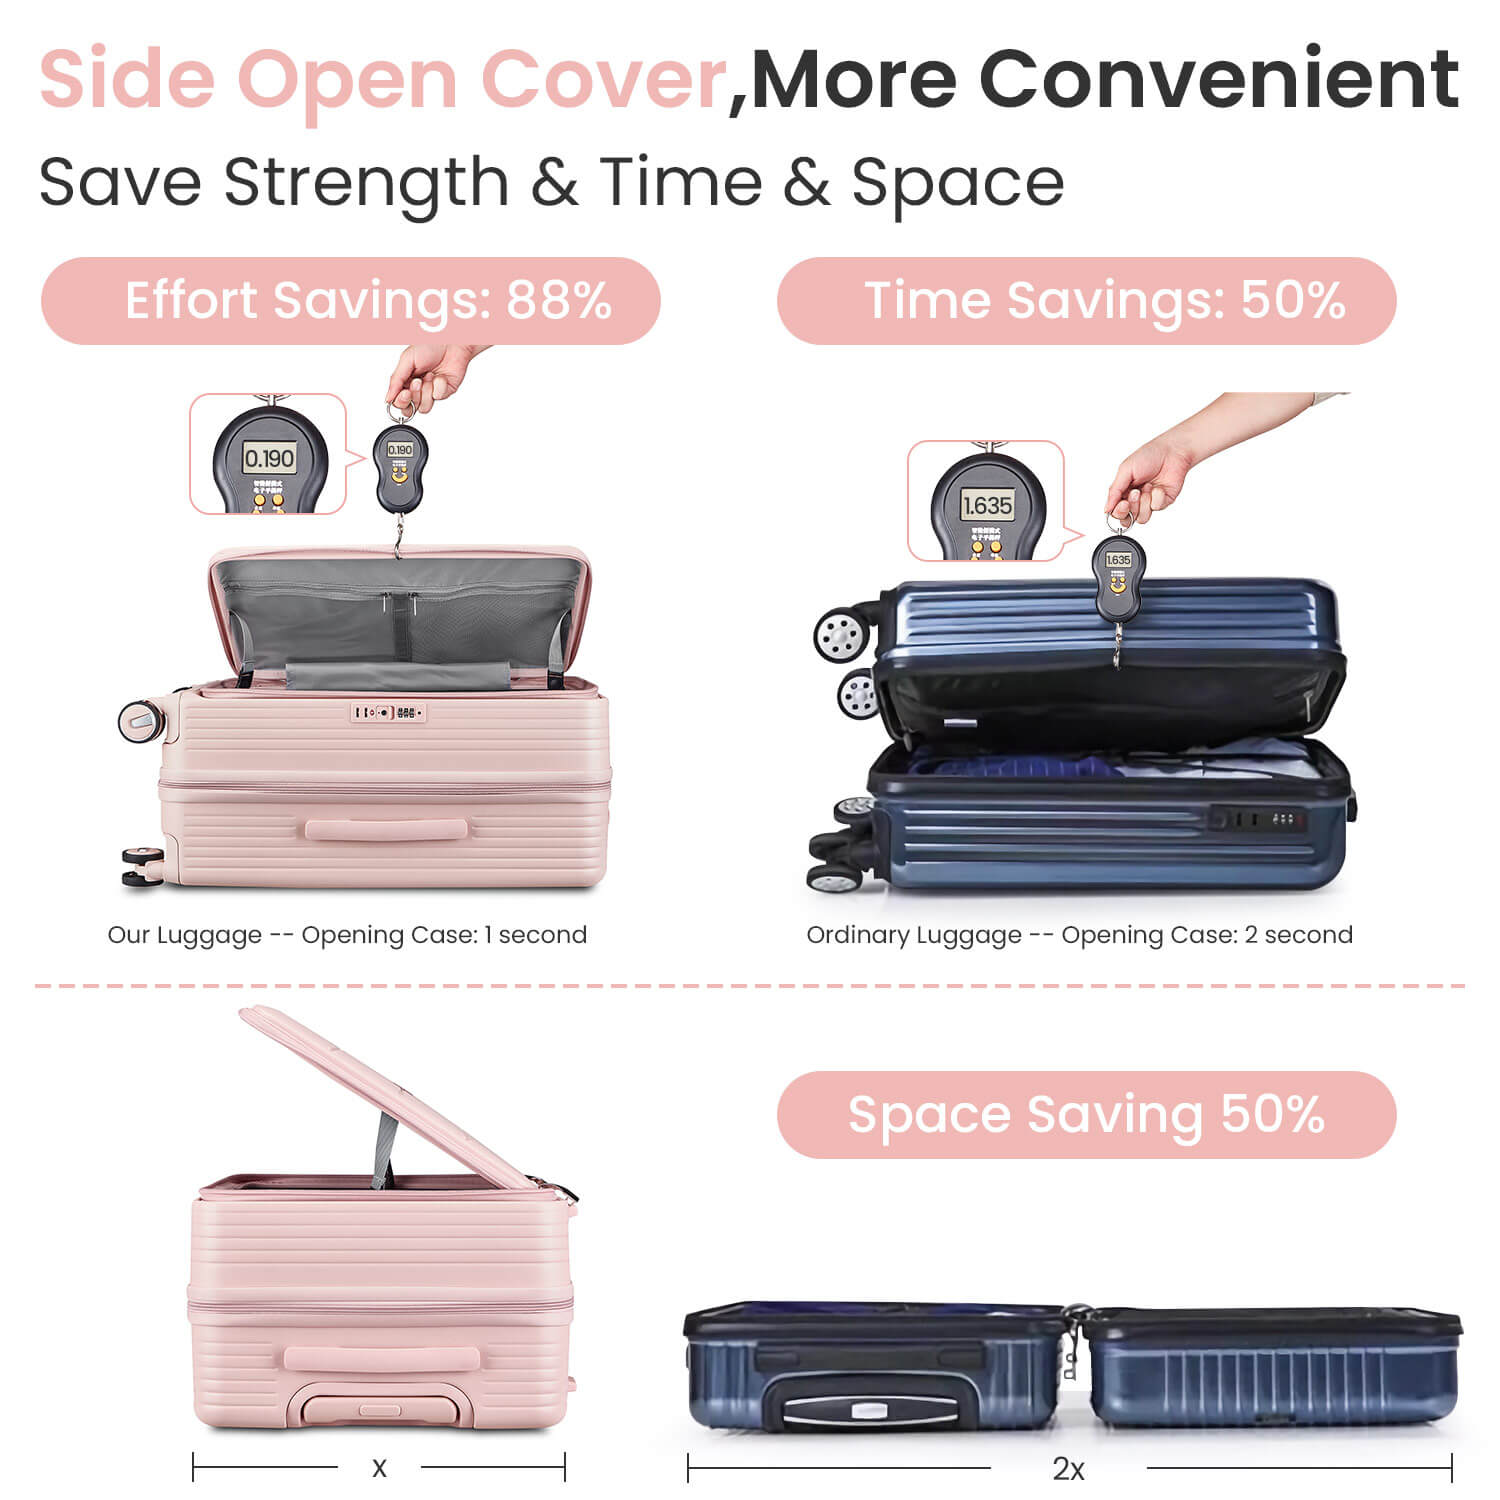 Side Open Cover,More Convenient
Save Strength & Time & Space
Effort Savings: 88%
Time Savings: 50%
0.190
0.190
1.635
1.635
Our Luggage -- Opening Case: 1 second
Ordinary Luggage -- Opening Case: 2 second
Space Saving 50%
x
2x